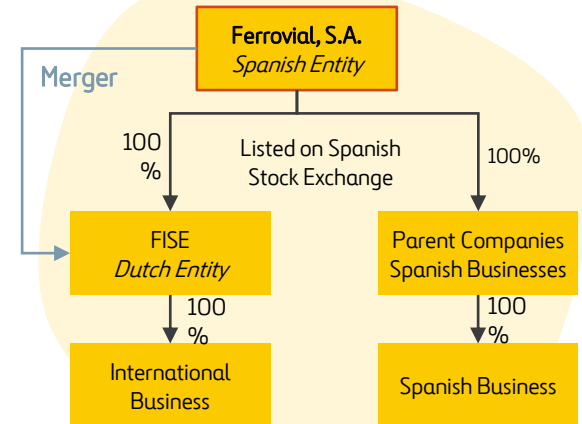 Ferrovial, S.A.
Spanish Entity
Merger
100
%
Listed on Spanish
Stock Exchange
100%
FISE
Dutch Entity
Parent Companies
Spanish Businesses
100
%
100
%
International
Business
Spanish Business